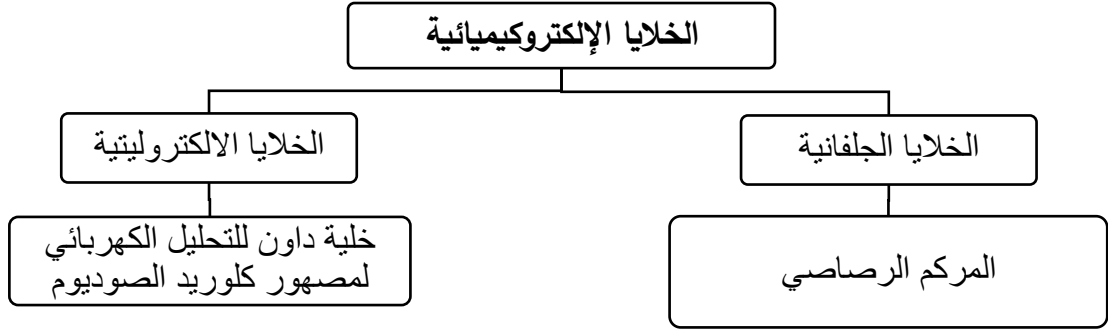 الخلايا الإلكتروكيميائية
الخلايا الجلفانية
الخلايا الالكتروليتية
المركم الرصاصي
خلية داون للتحليل الكهربائي
لمصهور كلوريد الصوديوم